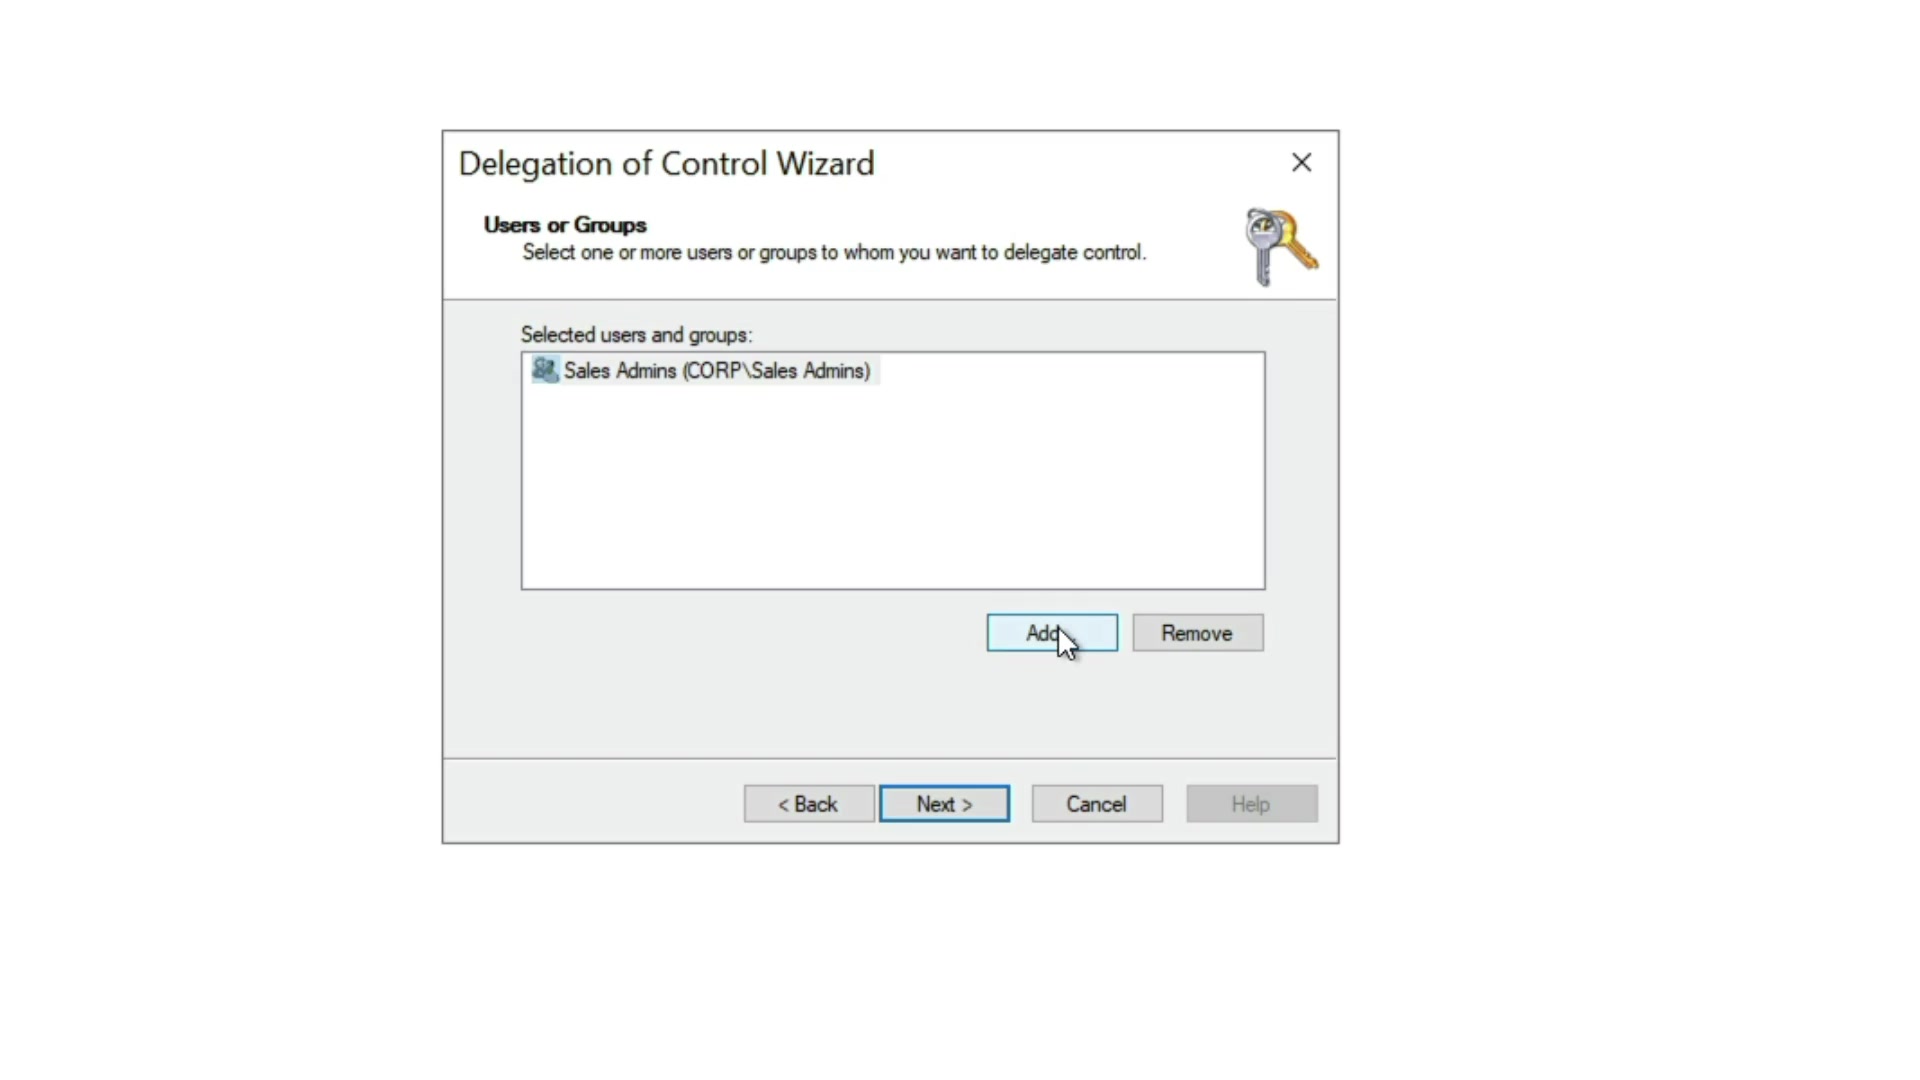 Delegation of Control Wizard
Users or Groups
Select one or more users or groups to whom you want to delegate control.
Selected users and groups:
Sales Admins (CORP\Sales Admins)
Add
Remove
< Back
Next >
Cancel
Help